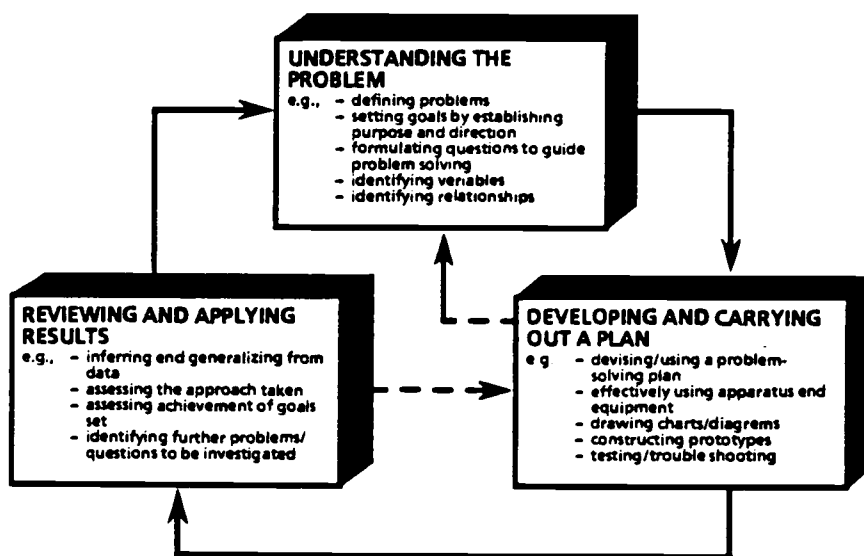 UNDERSTANDING THE
PROBLEM
e.g., – defining problems
– setting goals by establishing
purpose and direction
– formulating questions to guide
problem solving
– identifying veriables
– identifying relationships
REVIEWING AND APPLYING
RESULTS
e.g., – inferring end generalizing from
data
– assessing the approach taken
– assessing achievement of goals
set
– identifying further problems/
questions to be investigated
DEVELOPING AND CARRYING
OUT A PLAN
e g. – devising/using a problem-
solving plan
– effectively using apparatus end
equipment
– drawing charts/diegrems
– constructing prototypes
– testing/trouble shooting